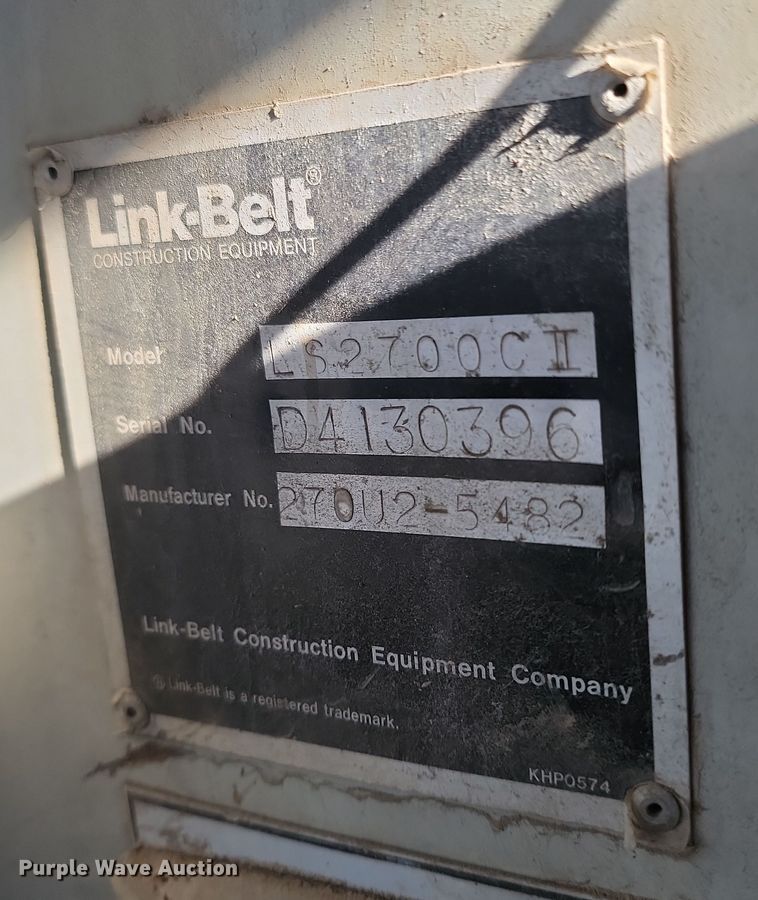 Link-Belt®
CONSTRUCTION EQUIPMENT
Model LS2700CII
Serial No. D4130396
Manufacturer No. 270U2-5482
Link-Belt Construction Equipment Company
® Link-Belt is a registered trademark.
KHP0574
Purple Wave Auction